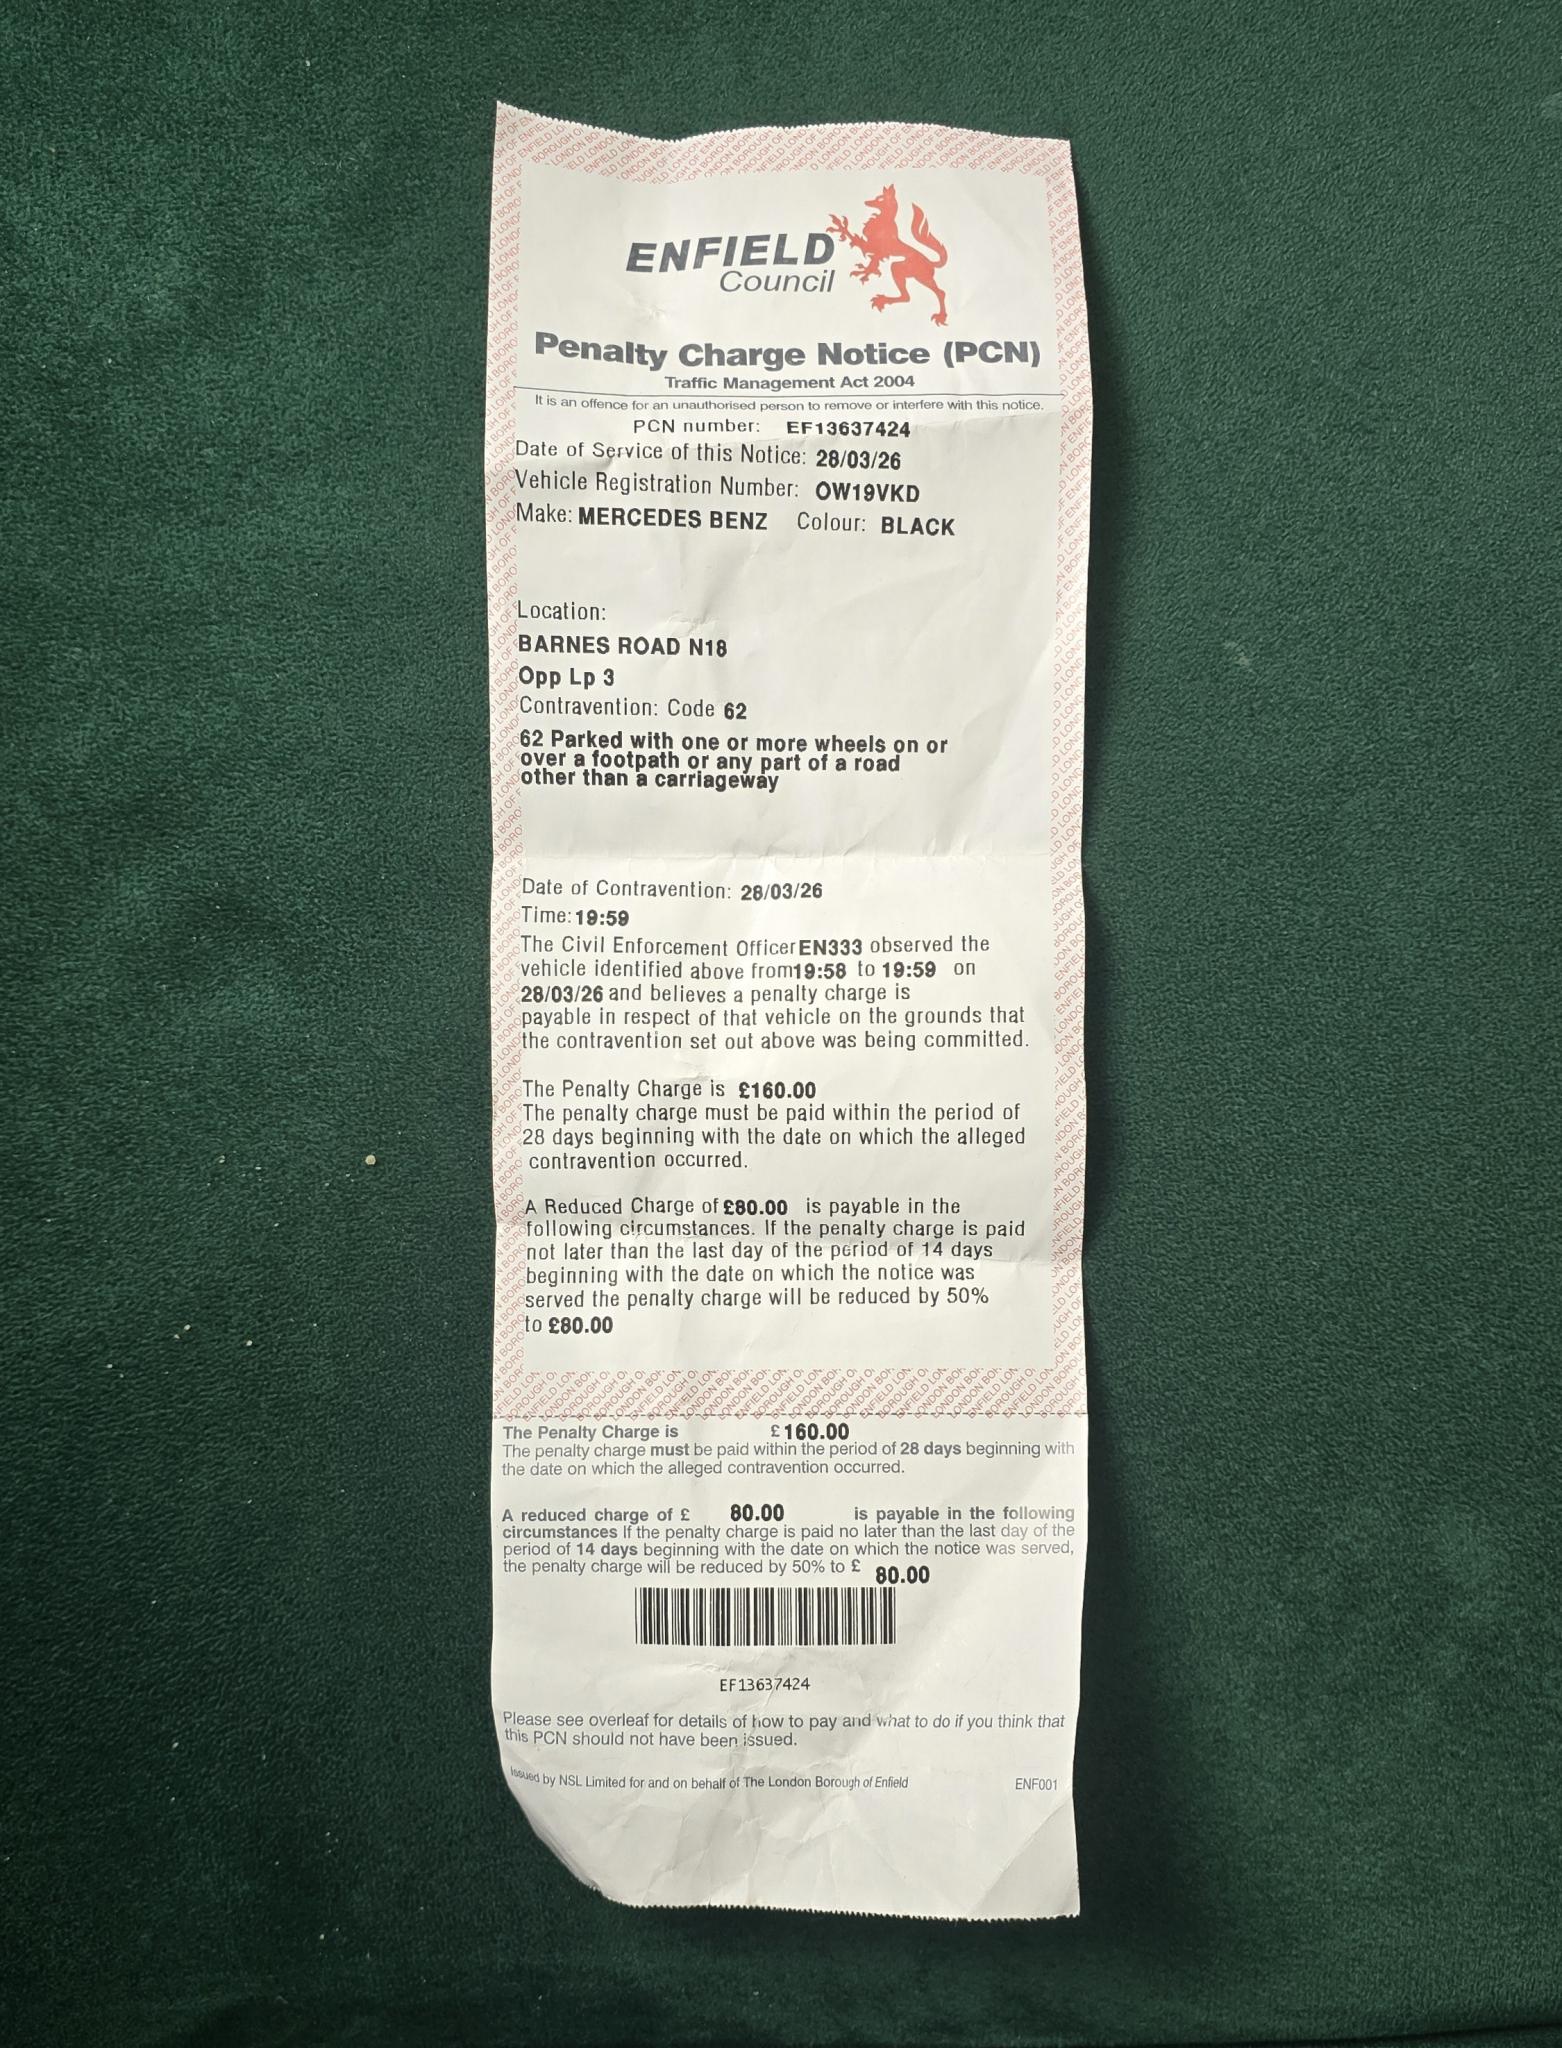 ENFIELD
Council
Penalty Charge Notice (PCN)
Traffic Management Act 2004
It is an offence for an unauthorised person to remove or interfere with this notice.
PCN number: EF13637424
Date of Service of this Notice: 28/03/26
Vehicle Registration Number: OW19VKD
Make: MERCEDES BENZ Colour: BLACK
Location:
BARNES ROAD N18
Opp Lp 3
Contravention: Code 62
62 Parked with one or more wheels on or
over a footpath or any part of a road
other than a carriageway
Date of Contravention: 28/03/26
Time: 19:59
The Civil Enforcement Officer EN333 observed the
vehicle identified above from 19:58 to 19:59 on
28/03/26 and believes a penalty charge is
payable in respect of that vehicle on the grounds that
the contravention set out above was being committed.
The Penalty Charge is £160.00
The penalty charge must be paid within the period of
28 days beginning with the date on which the alleged
contravention occurred.
A Reduced Charge of £80.00 is payable in the
following circumstances. If the penalty charge is paid
not later than the last day of the period of 14 days
beginning with the date on which the notice was
served the penalty charge will be reduced by 50%
to £80.00
The Penalty Charge is £160.00
The penalty charge must be paid within the period of 28 days beginning with
the date on which the alleged contravention occurred.
A reduced charge of £ 80.00 is payable in the following
circumstances If the penalty charge is paid no later than the last day of the
period of 14 days beginning with the date on which the notice was served,
the penalty charge will be reduced by 50% to £ 80.00
EF13637424
Please see overleaf for details of how to pay and what to do if you think that
this PCN should not have been issued.
Issued by NSL Limited for and on behalf of The London Borough of Enfield ENF001